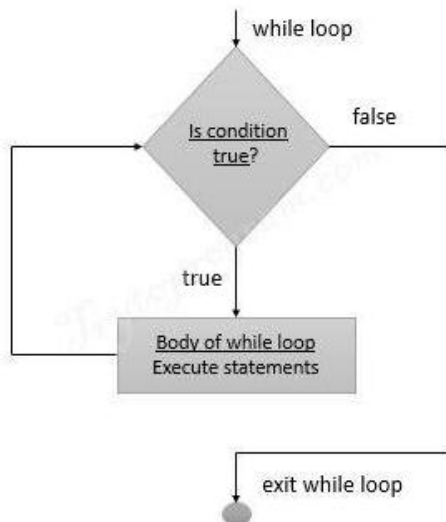 while loop
Is condition
true?
false
true
Body of while loop
Execute statements
exit while loop